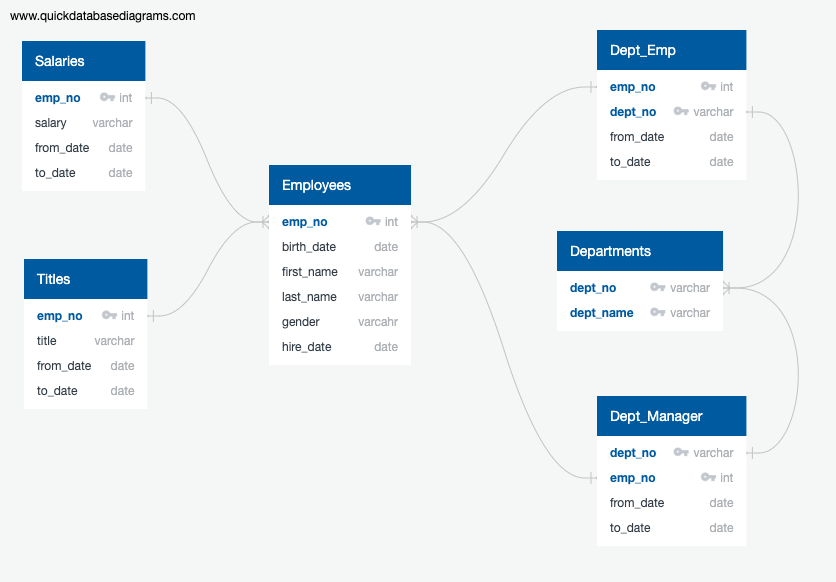 www.quickdatabasediagrams.com
Salaries
emp_no int
salary varchar
from_date date
to_date date
Titles
emp_no int
title varchar
from_date date
to_date date
Employees
emp_no int
birth_date date
first_name varchar
last_name varchar
gender varcahr
hire_date date
Dept_Emp
emp_no int
dept_no varchar
from_date date
to_date date
Departments
dept_no varchar
dept_name varchar
Dept_Manager
dept_no varchar
emp_no int
from_date date
to_date date